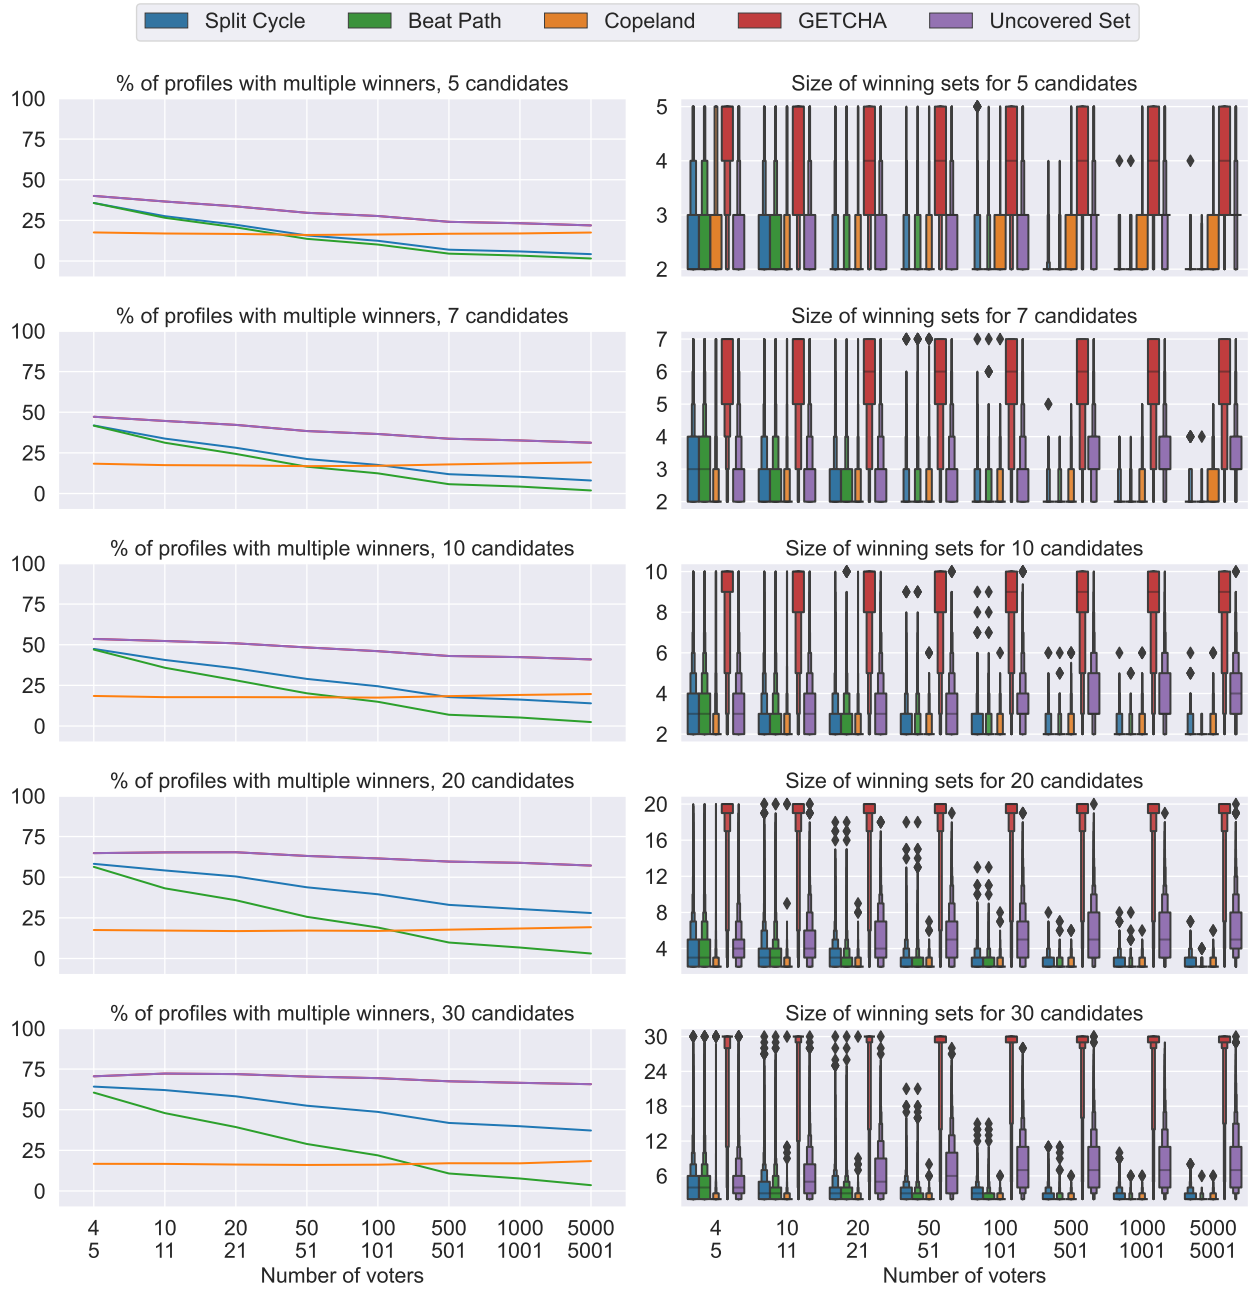 Split Cycle Beat Path Copeland GETCHA Uncovered Set
% of profiles with multiple winners, 5 candidates
100
75
50
25
0
Size of winning sets for 5 candidates
5
4
3
2
% of profiles with multiple winners, 7 candidates
100
75
50
25
0
Size of winning sets for 7 candidates
7
6
5
4
3
2
% of profiles with multiple winners, 10 candidates
100
75
50
25
0
Size of winning sets for 10 candidates
10
8
6
4
2
% of profiles with multiple winners, 20 candidates
100
75
50
25
0
Size of winning sets for 20 candidates
20
16
12
8
4
% of profiles with multiple winners, 30 candidates
100
75
50
25
0
4 10 20 50 100 500 1000 5000
5 11 21 51 101 501 1001 5001
Number of voters
Size of winning sets for 30 candidates
30
24
18
12
6
4 10 20 50 100 500 1000 5000
5 11 21 51 101 501 1001 5001
Number of voters